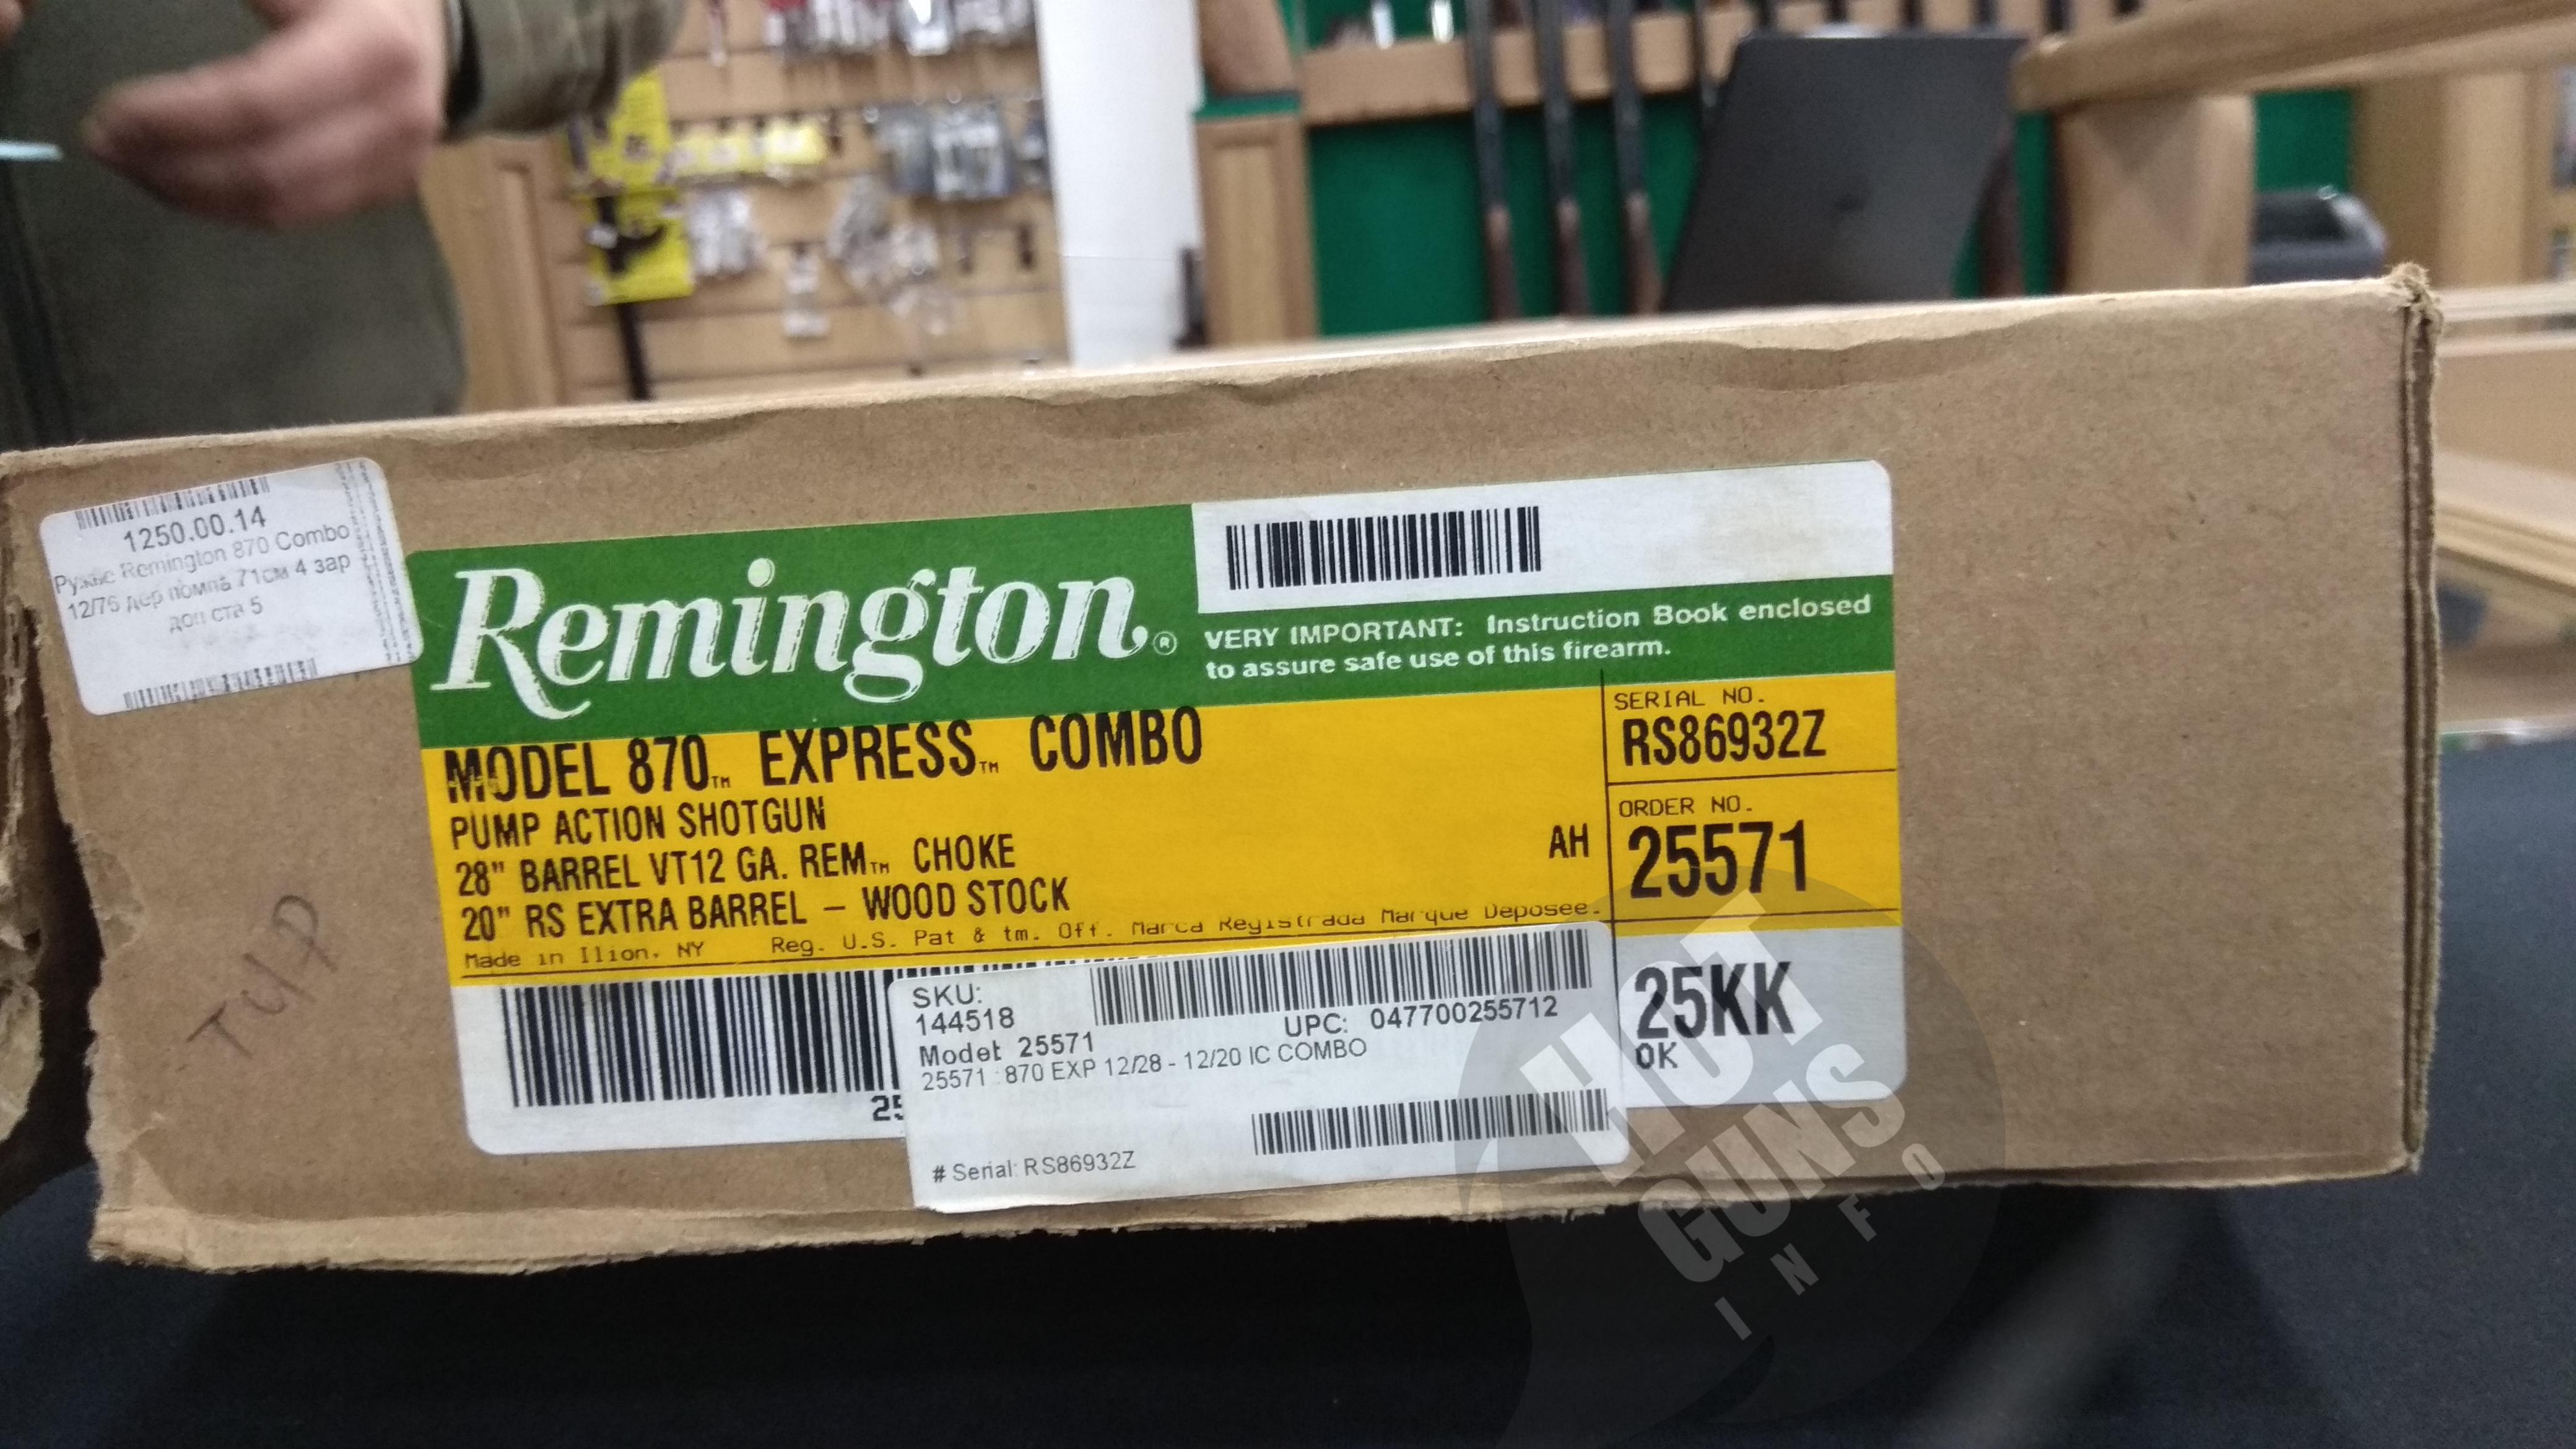 1250.00.14
Ружье Remington 870 Combo
12/76 дер помпа 71см 4 зар
доп ств 5
Remington®
VERY IMPORTANT: Instruction Book enclosed
to assure safe use of this firearm.
MODEL 870™ EXPRESS™ COMBO
PUMP ACTION SHOTGUN
28" BARREL VT12 GA. REM™ CHOKE
20" RS EXTRA BARREL – WOOD STOCK
AH
Made in Ilion, NY Reg. U.S. Pat & tm. Off. Marca Registrada Marque Deposee.
SERIAL NO.
RS86932Z
ORDER NO.
25571
25KK
OK
SKU:
144518
UPC: 047700255712
Model: 25571
25571 : 870 EXP 12/28 - 12/20 IC COMBO
# Serial: RS86932Z
25
HOT
GUNS
INFO